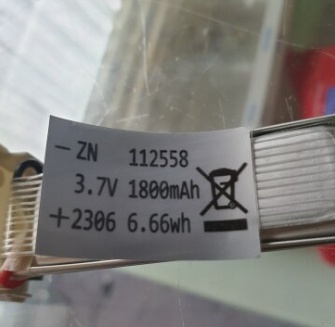 − ZN 112558
3.7V 1800mAh
+2306 6.66wh